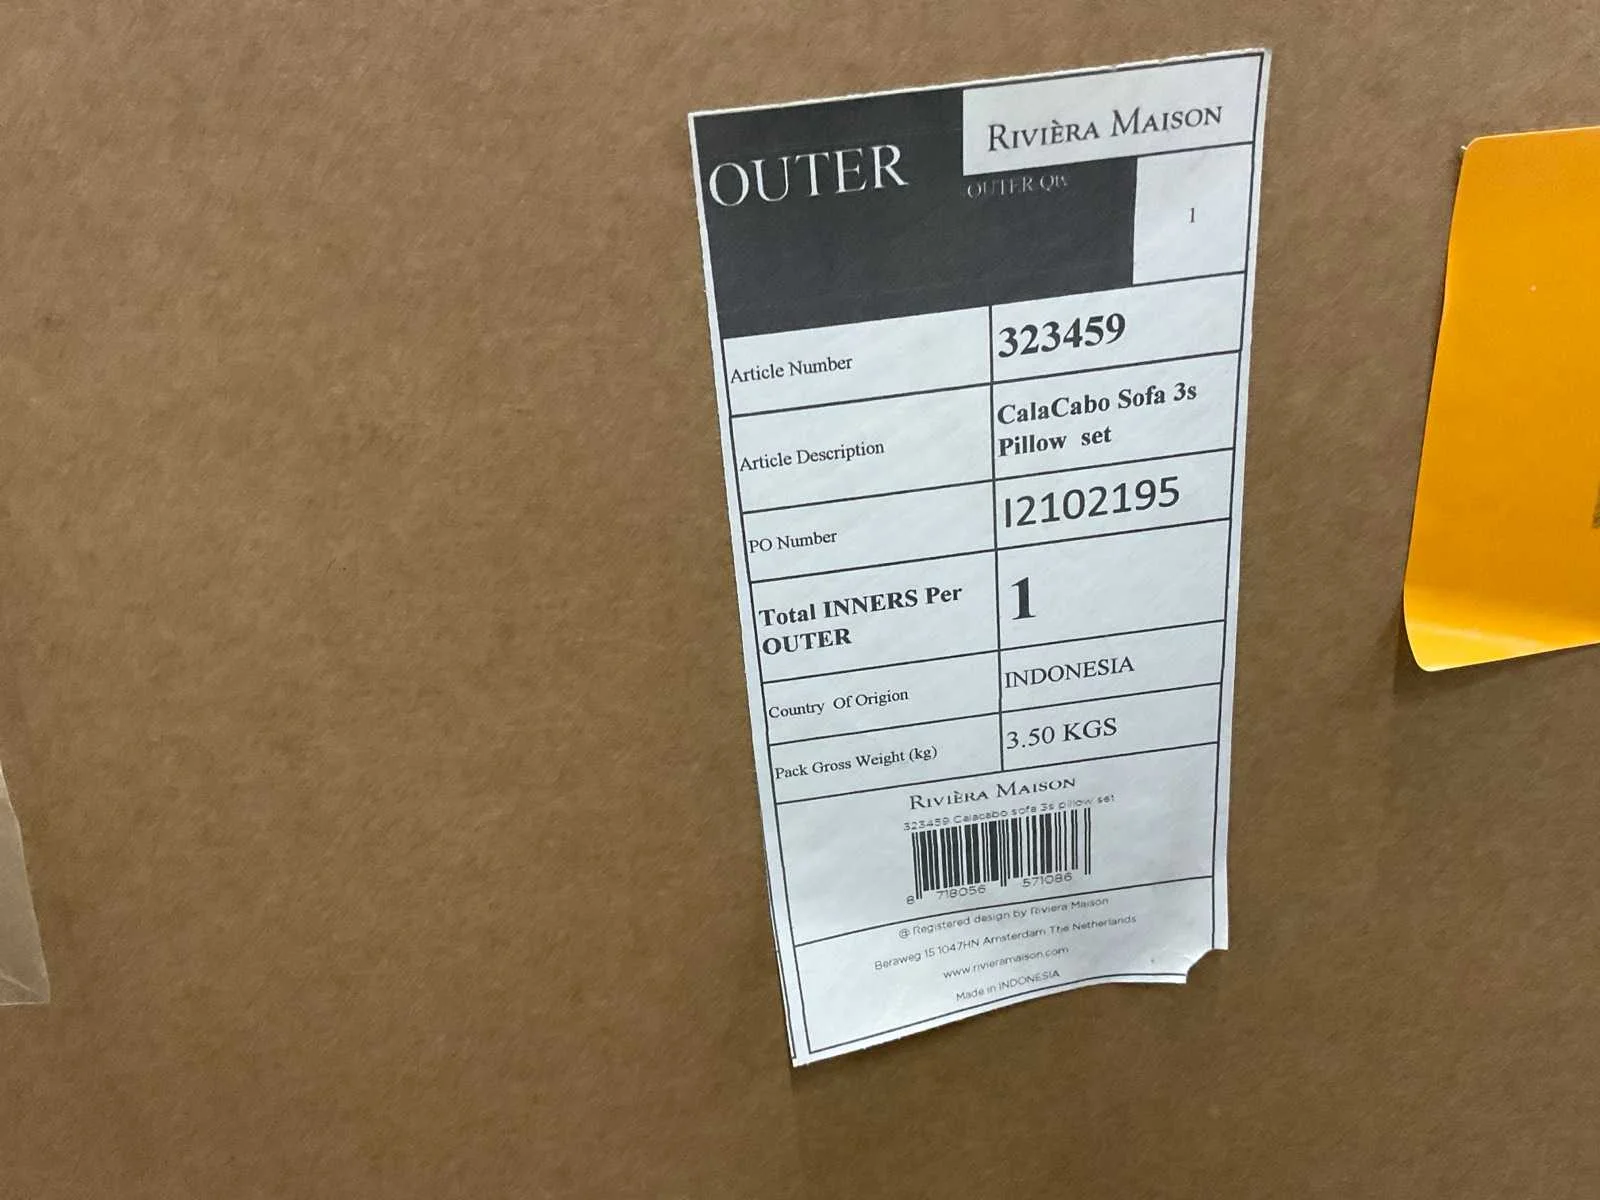 OUTER
RIVIÈRA MAISON
OUTER Qty
1
Article Number
323459
Article Description
CalaCabo Sofa 3s
Pillow set
PO Number
I2102195
Total INNERS Per
OUTER
1
Country Of Origion
INDONESIA
Pack Gross Weight (kg)
3.50 KGS
RIVIÈRA MAISON
323459 Calacabo sofa 3s pillow set
8 718056 571086
@ Registered design by Riviera Maison
Beraweg 15 1047HN Amsterdam The Netherlands
www.rivieramaison.com
Made in INDONESIA